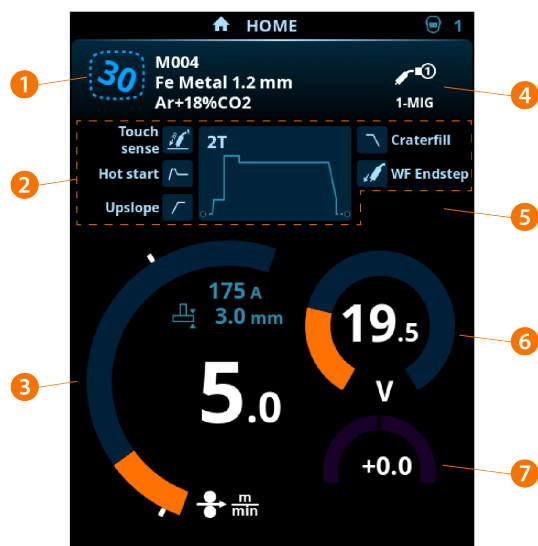 HOME
1
30
M004
Fe Metal 1.2 mm
Ar+18%CO2
1
1-MIG
1
4
Touch
sense
2T
Craterfill
2
Hot start
WF Endstep
Upslope
5
175 A
3.0 mm
19.5
6
3
5.0
V
+0.0
7
m
min